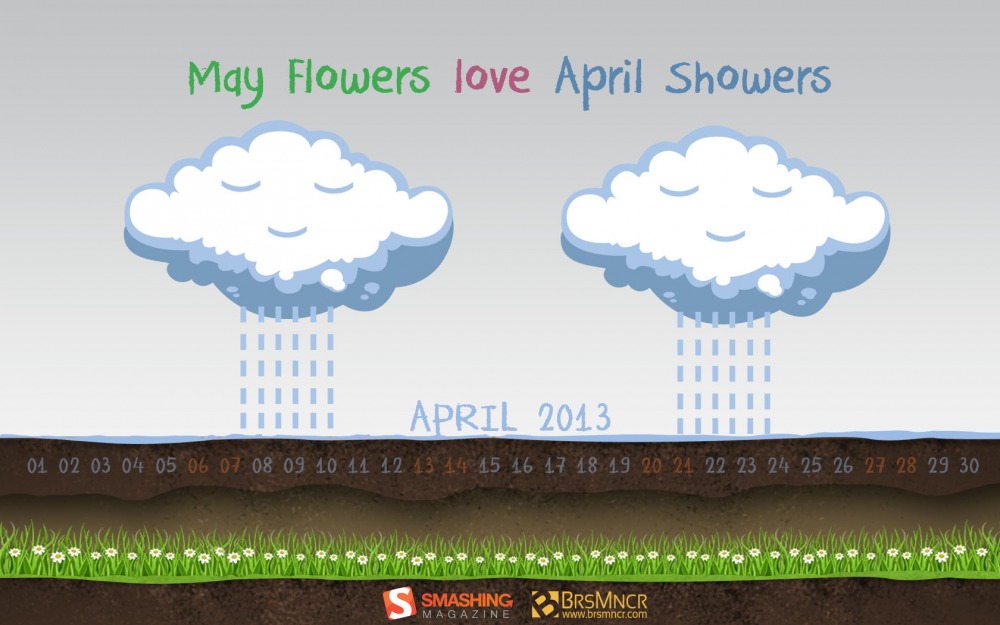 May Flowers love April Showers
APRIL 2013
01 02 03 04 05 06 07 08 09 10 11 12 13 14 15 16 17 18 19 20 21 22 23 24 25 26 27 28 29 30
S SMASHING
MAGAZINE
BRSMNCR
www.brsmncr.com